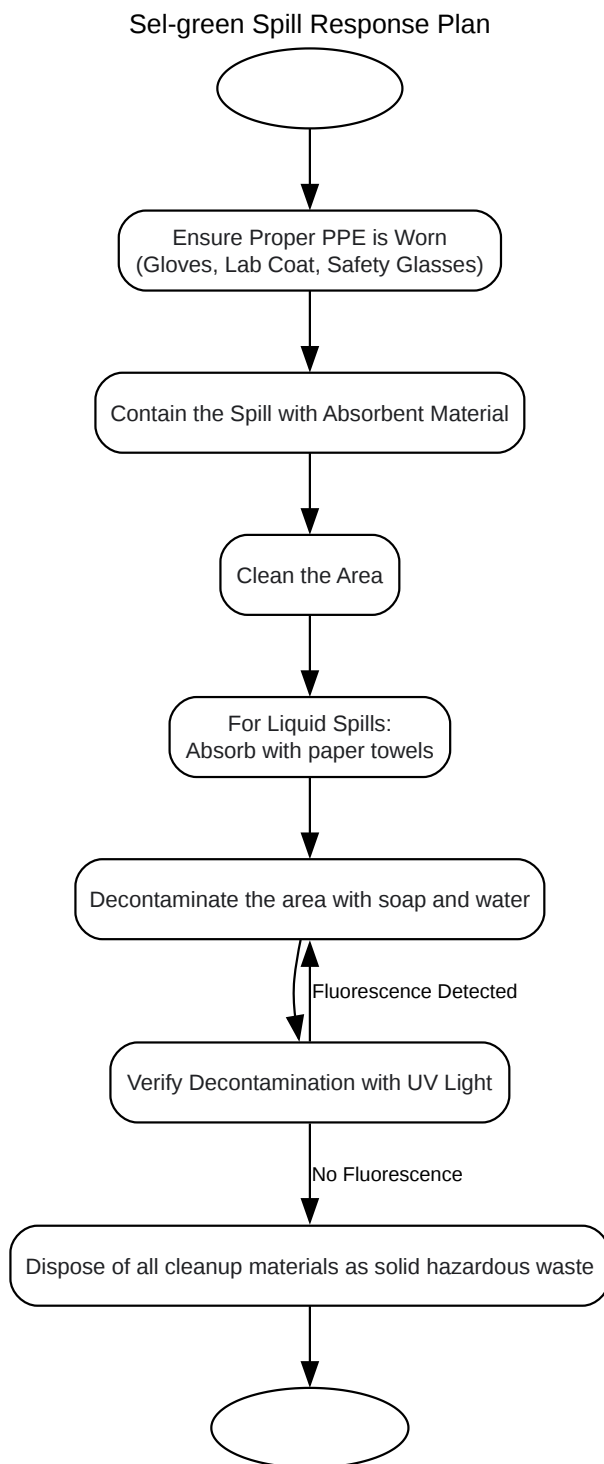 Sel-green Spill Response Plan
Ensure Proper PPE is Worn
(Gloves, Lab Coat, Safety Glasses)
Contain the Spill with Absorbent Material
Clean the Area
For Liquid Spills:
Absorb with paper towels
Decontaminate the area with soap and water
Fluorescence Detected
Verify Decontamination with UV Light
No Fluorescence
Dispose of all cleanup materials as solid hazardous waste